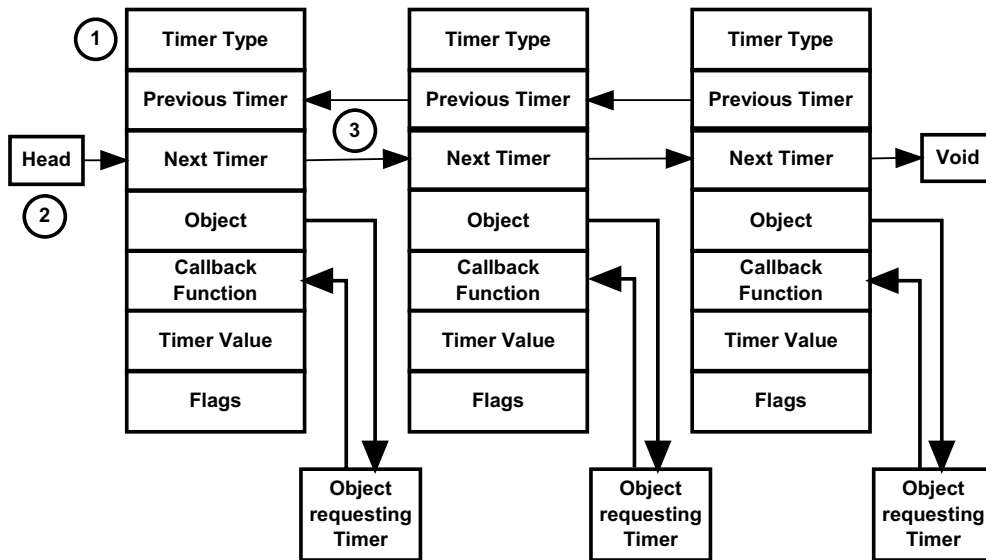 1
Timer Type
Timer Type
Timer Type
Previous Timer
Previous Timer
Previous Timer
3
Head
Next Timer
Next Timer
Next Timer
Void
2
Object
Object
Object
Callback
Function
Callback
Function
Callback
Function
Timer Value
Timer Value
Timer Value
Flags
Flags
Flags
Object
requesting
Timer
Object
requesting
Timer
Object
requesting
Timer